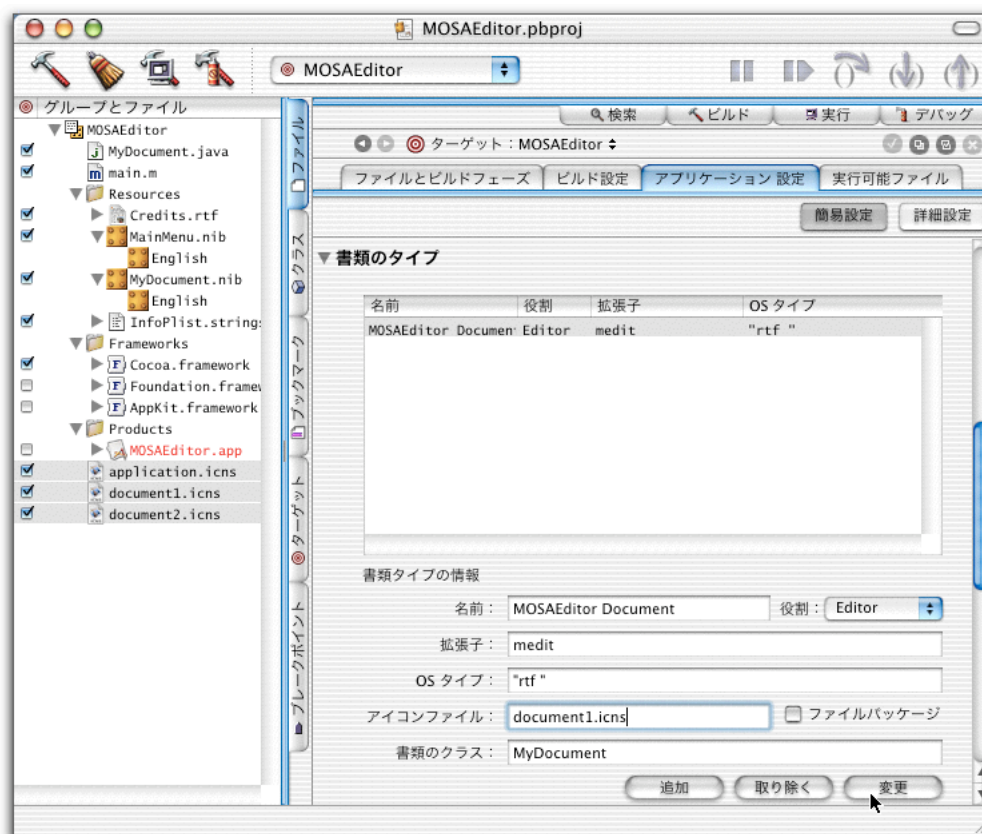 MOSAEditor.pbproj
MOSAEditor
グループとファイル
MOSAEditor
MyDocument.java
main.m
Resources
Credits.rtf
MainMenu.nib
English
MyDocument.nib
English
InfoPlist.strings
Frameworks
Cocoa.framework
Foundation.framew
AppKit.framework
Products
MOSAEditor.app
application.icns
document1.icns
document2.icns
ファイル
クラス
ブックマーク
ターゲット
ブレークポイント
検索 ビルド 実行 デバッグ
ターゲット：MOSAEditor
ファイルとビルドフェーズ ビルド設定 アプリケーション 設定 実行可能ファイル
簡易設定 詳細設定
書類のタイプ
名前 役割 拡張子 OS タイプ
MOSAEditor Documen Editor medit "rtf "
書類タイプの情報
名前： MOSAEditor Document 役割： Editor
拡張子： medit
OS タイプ： "rtf "
アイコンファイル： document1.icns ファイルパッケージ
書類のクラス： MyDocument
追加 取り除く 変更